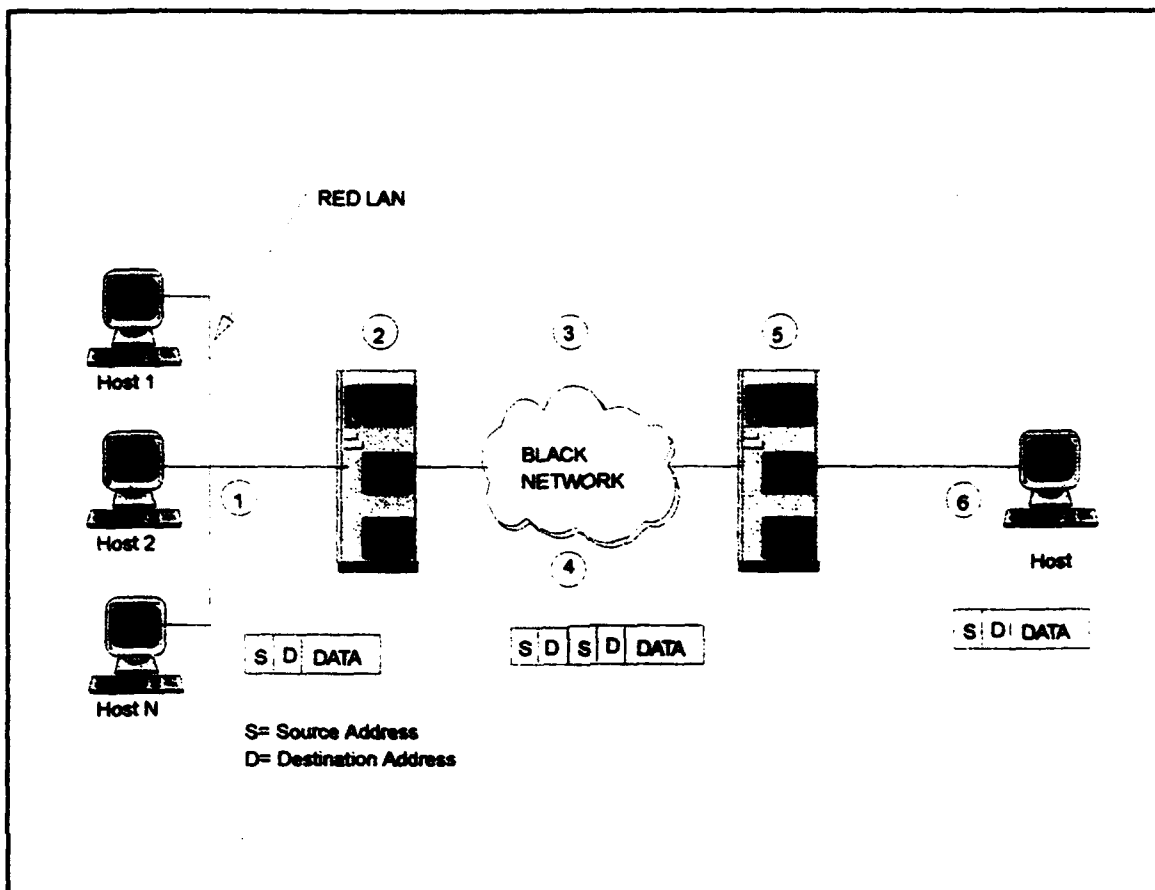 RED LAN
Host 1
2
3
5
BLACK
NETWORK
1
6
Host 2
4
Host
S D DATA
S D S D DATA
S D DATA
Host N
S= Source Address
D= Destination Address